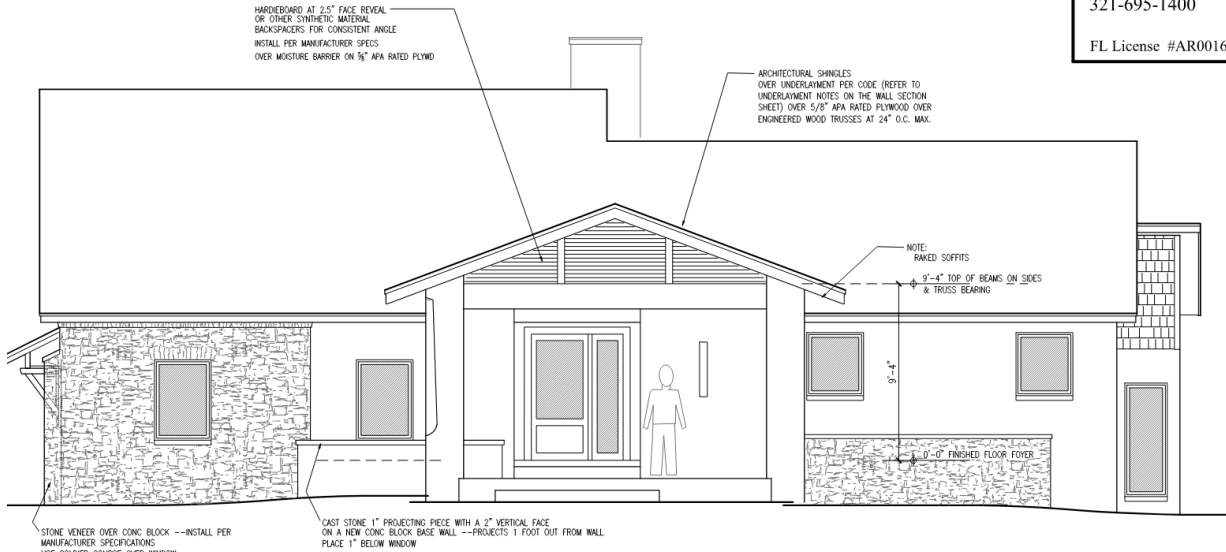 321-695-1400
FL License #AR0016
HARDIEBOARD AT 2.5" FACE REVEAL
OR OTHER SYNTHETIC MATERIAL
BACKSPACERS FOR CONSISTENT ANGLE
INSTALL PER MANUFACTURER SPECS
OVER MOISTURE BARRIER ON ⅝" APA RATED PLYWD
ARCHITECTURAL SHINGLES
OVER UNDERLAYMENT PER CODE (REFER TO
UNDERLAYMENT NOTES ON THE WALL SECTION
SHEET) OVER 5/8" APA RATED PLYWOOD OVER
ENGINEERED WOOD TRUSSES AT 24" O.C. MAX.
NOTE:
RAKED SOFFITS
9'-4" TOP OF BEAMS ON SIDES
& TRUSS BEARING
9'-4"
0'-0" FINISHED FLOOR FOYER
STONE VENEER OVER CONC BLOCK --INSTALL PER
MANUFACTURER SPECIFICATIONS
CAST STONE 1" PROJECTING PIECE WITH A 2" VERTICAL FACE
ON A NEW CONC BLOCK BASE WALL --PROJECTS 1 FOOT OUT FROM WALL
PLACE 1" BELOW WINDOW